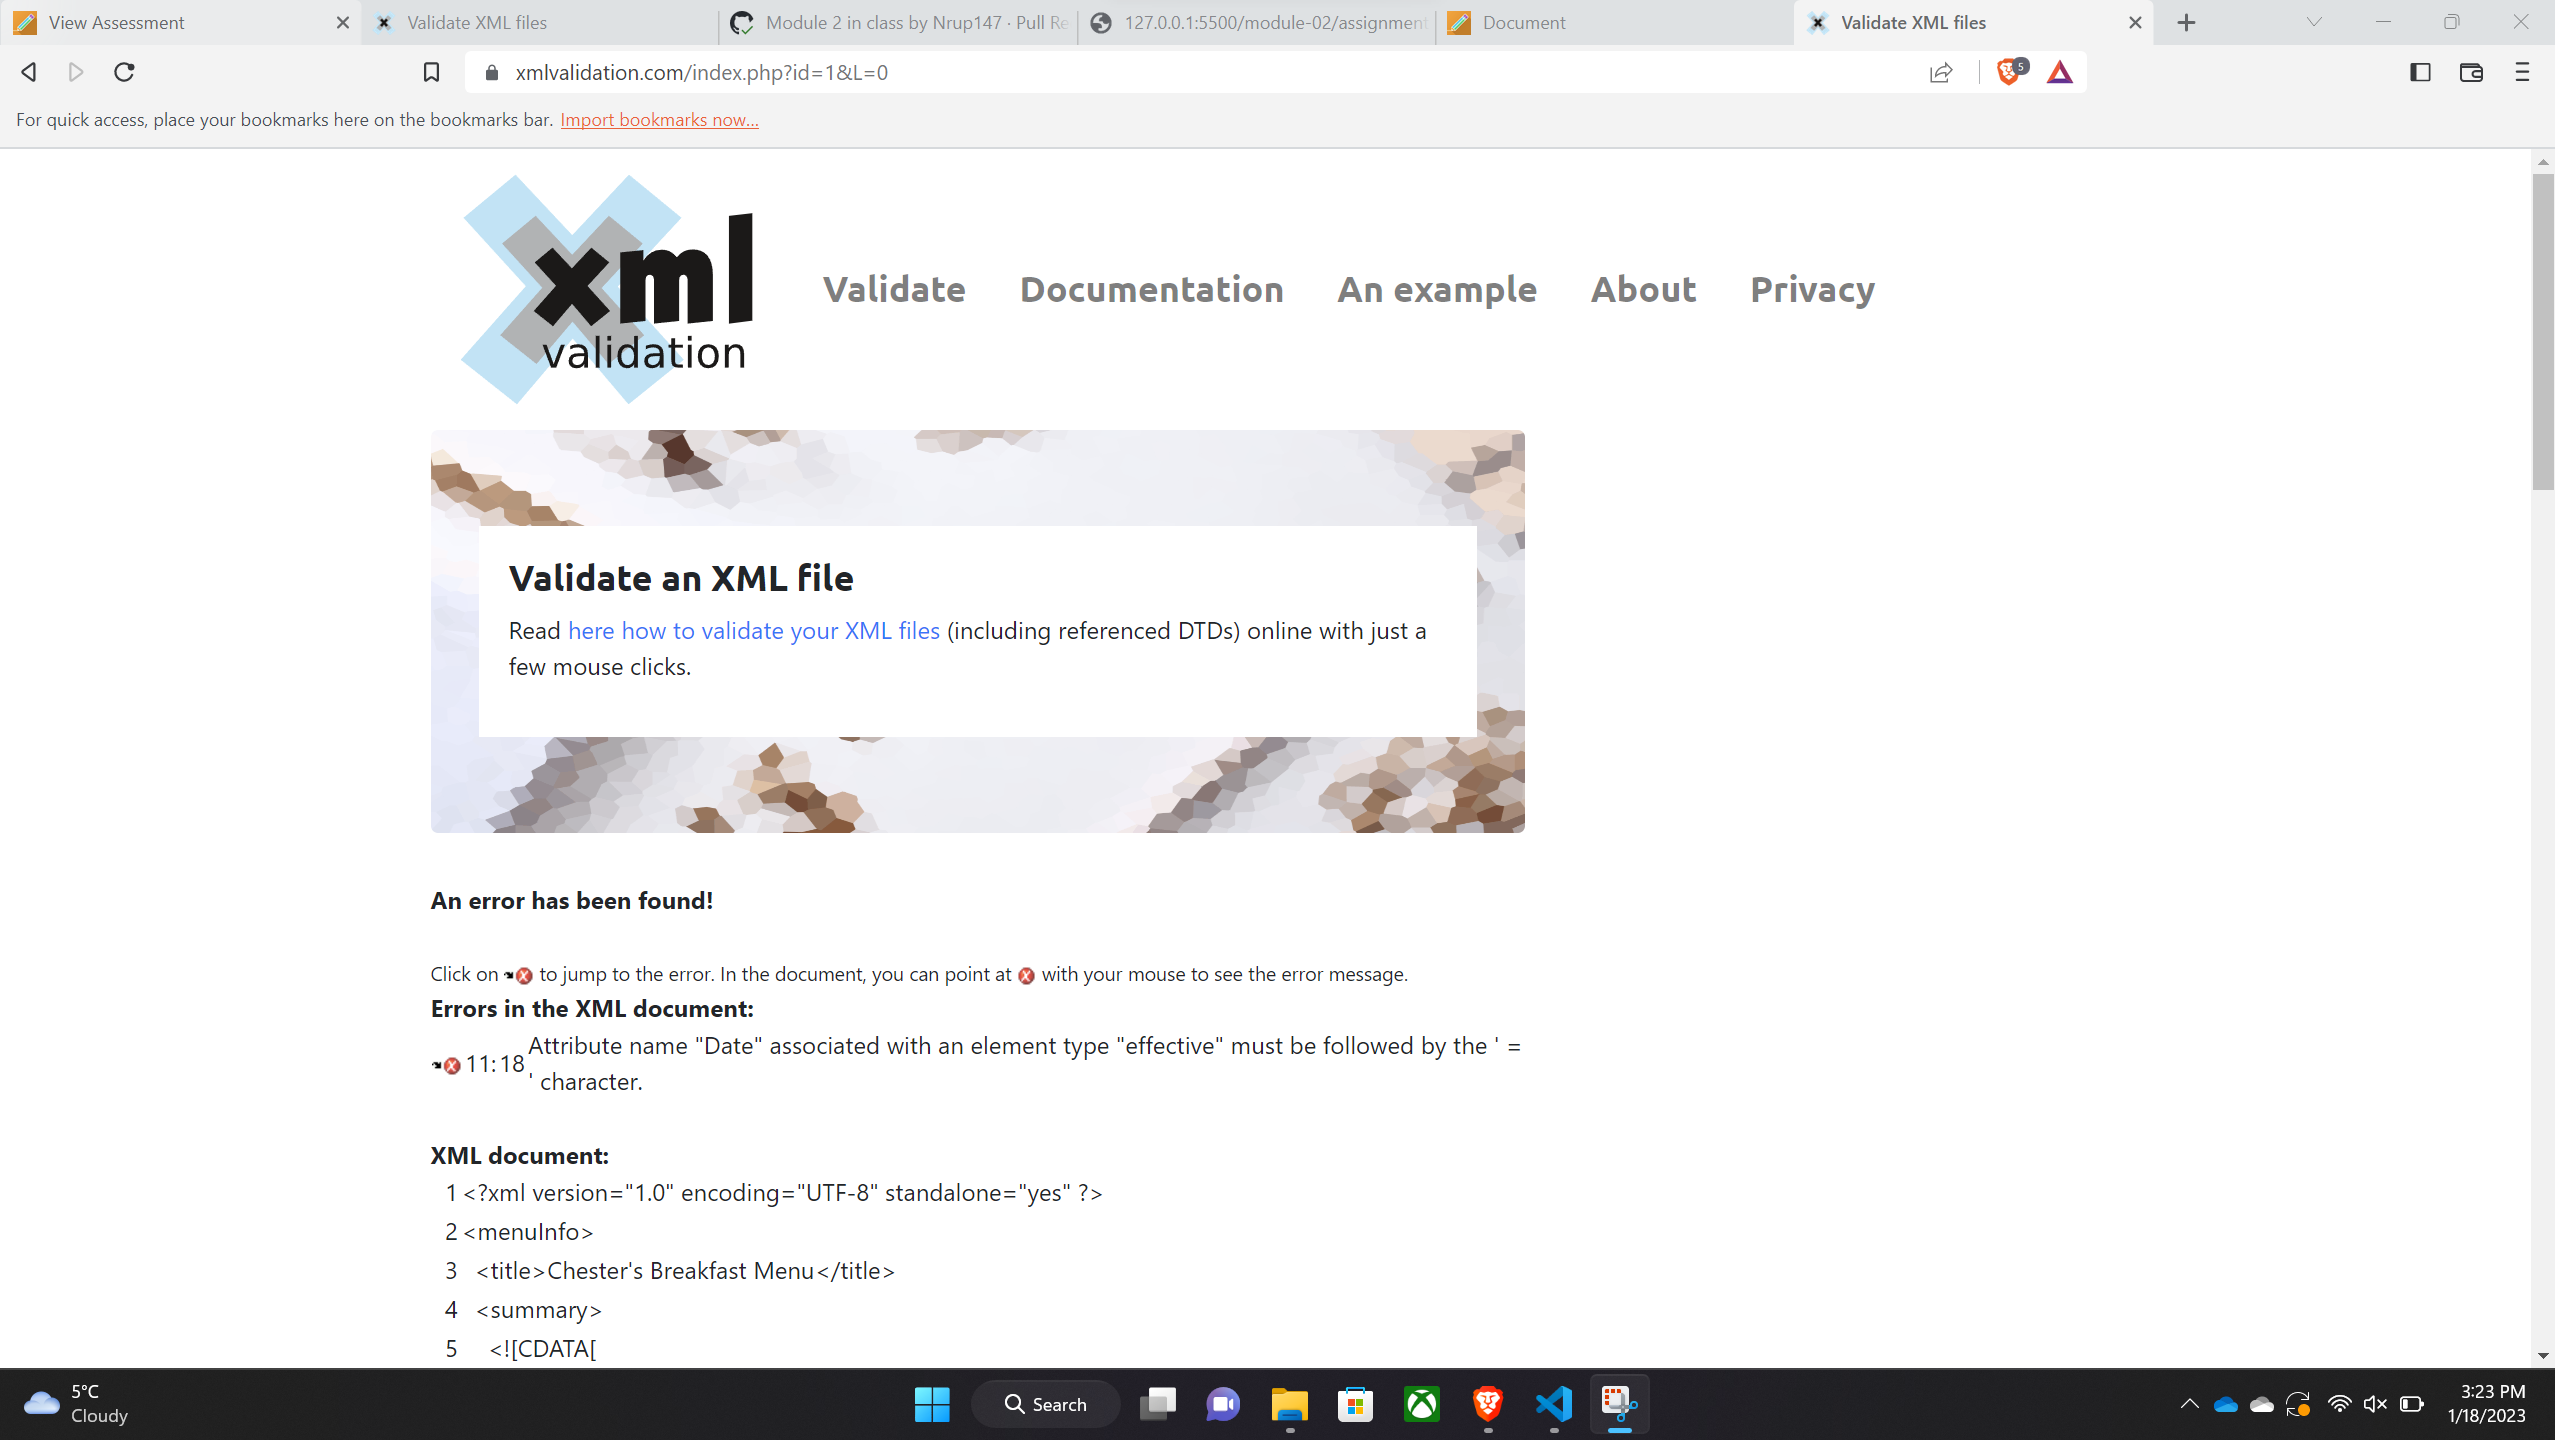 View Assessment
Validate XML files
Module 2 in class by Nrup147 · Pull Re
127.0.0.1:5500/module-02/assignment
Document
Validate XML files
xmlvalidation.com/index.php?id=1&L=0
5
For quick access, place your bookmarks here on the bookmarks bar. Import bookmarks now...
xml
validation
Validate
Documentation
An example
About
Privacy
Validate an XML file
Read here how to validate your XML files (including referenced DTDs) online with just a
few mouse clicks.
An error has been found!
Click on to jump to the error. In the document, you can point at with your mouse to see the error message.
Errors in the XML document:
11:18 Attribute name "Date" associated with an element type "effective" must be followed by the ' =
' character.
XML document:
1 <?xml version="1.0" encoding="UTF-8" standalone="yes" ?>
2 <menuInfo>
3 <title>Chester's Breakfast Menu</title>
4 <summary>
5 <![CDATA[
5°C
Cloudy
Search
3:23 PM
1/18/2023